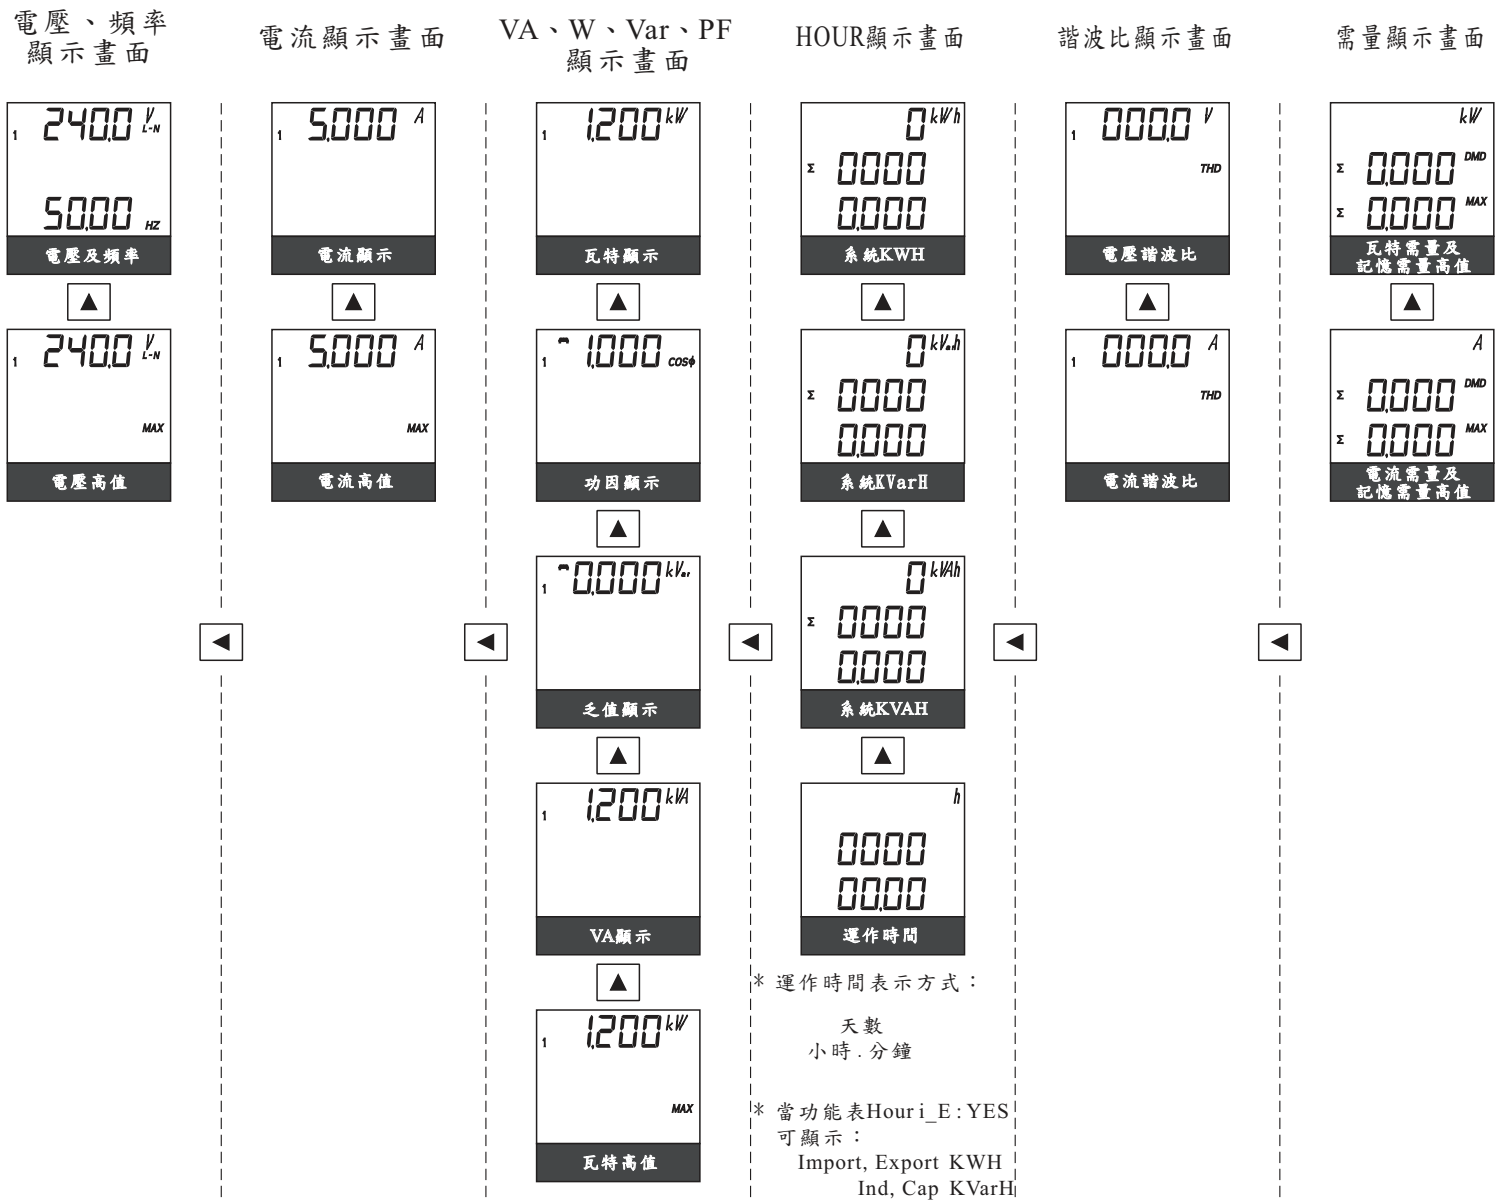 電壓、頻率
顯示畫面
電流顯示畫面
VA、W、Var、PF
顯示畫面
HOUR顯示畫面
諧波比顯示畫面
需量顯示畫面
1 240.0 V L-N
50.00 HZ
電壓及頻率
▲
1 240.0 V L-N
MAX
電壓高值
1 5.000 A
電流顯示
▲
1 5.000 A
MAX
電流高值
1 1.200 kW
瓦特顯示
▲
1 -1.000 COSϕ
功因顯示
▲
1 -0.000 kVar
乏值顯示
▲
1 1.200 kVA
VA顯示
▲
1 1.200 kW
MAX
瓦特高值
0 kWh
Σ 0000
0.000
系統KWH
▲
0 kVarh
Σ 0000
0.000
系統KVarH
▲
0 kVAh
Σ 0000
0.000
系統KVAH
▲
h
0000
00.00
運作時間
* 運作時間表示方式：
天數
小時.分鐘
* 當功能表Hour i_E:YES
可顯示：
Import, Export KWH
Ind, Cap KVarH
1 000.0 V
THD
電壓諧波比
▲
1 000.0 A
THD
電流諧波比
kW
Σ 0.000 DMD
Σ 0.000 MAX
瓦特需量及
記憶需量高值
▲
A
Σ 0.000 DMD
Σ 0.000 MAX
電流需量及
記憶需量高值
◀ ◀ ◀ ◀ ◀